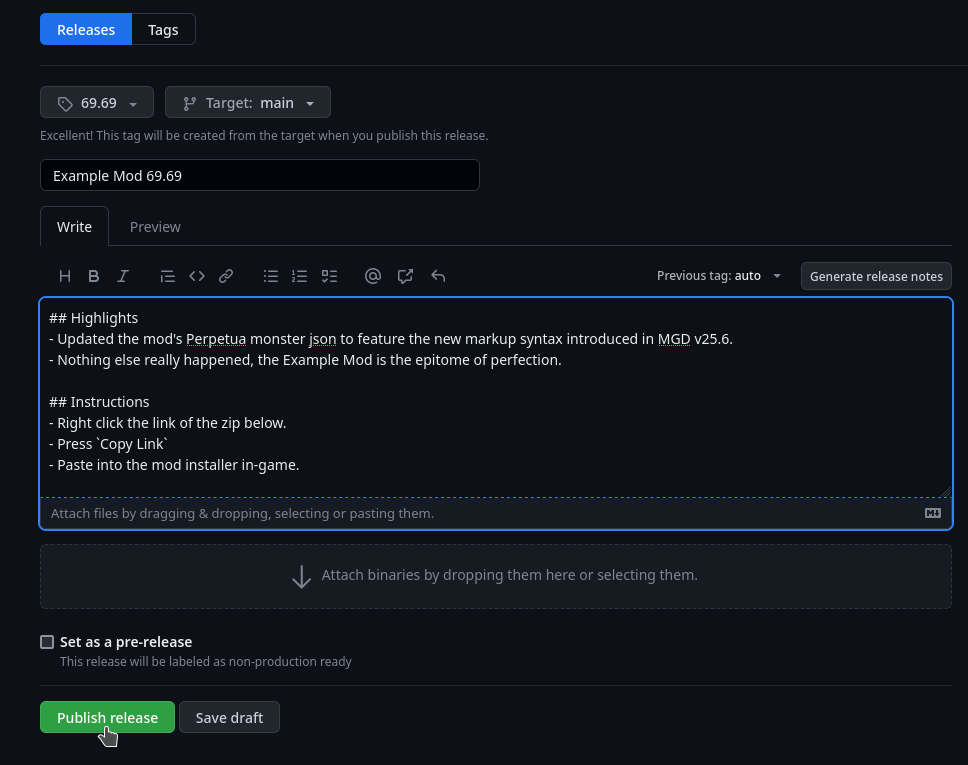 Releases Tags
69.69 Target: main
Excellent! This tag will be created from the target when you publish this release.
Example Mod 69.69
Write Preview
H B I @ Previous tag: auto Generate release notes
## Highlights
- Updated the mod's Perpetua monster json to feature the new markup syntax introduced in MGD v25.6.
- Nothing else really happened, the Example Mod is the epitome of perfection.
## Instructions
- Right click the link of the zip below.
- Press `Copy Link`
- Paste into the mod installer in-game.
Attach files by dragging & dropping, selecting or pasting them.
Attach binaries by dropping them here or selecting them.
Set as a pre-release
This release will be labeled as non-production ready
Publish release Save draft